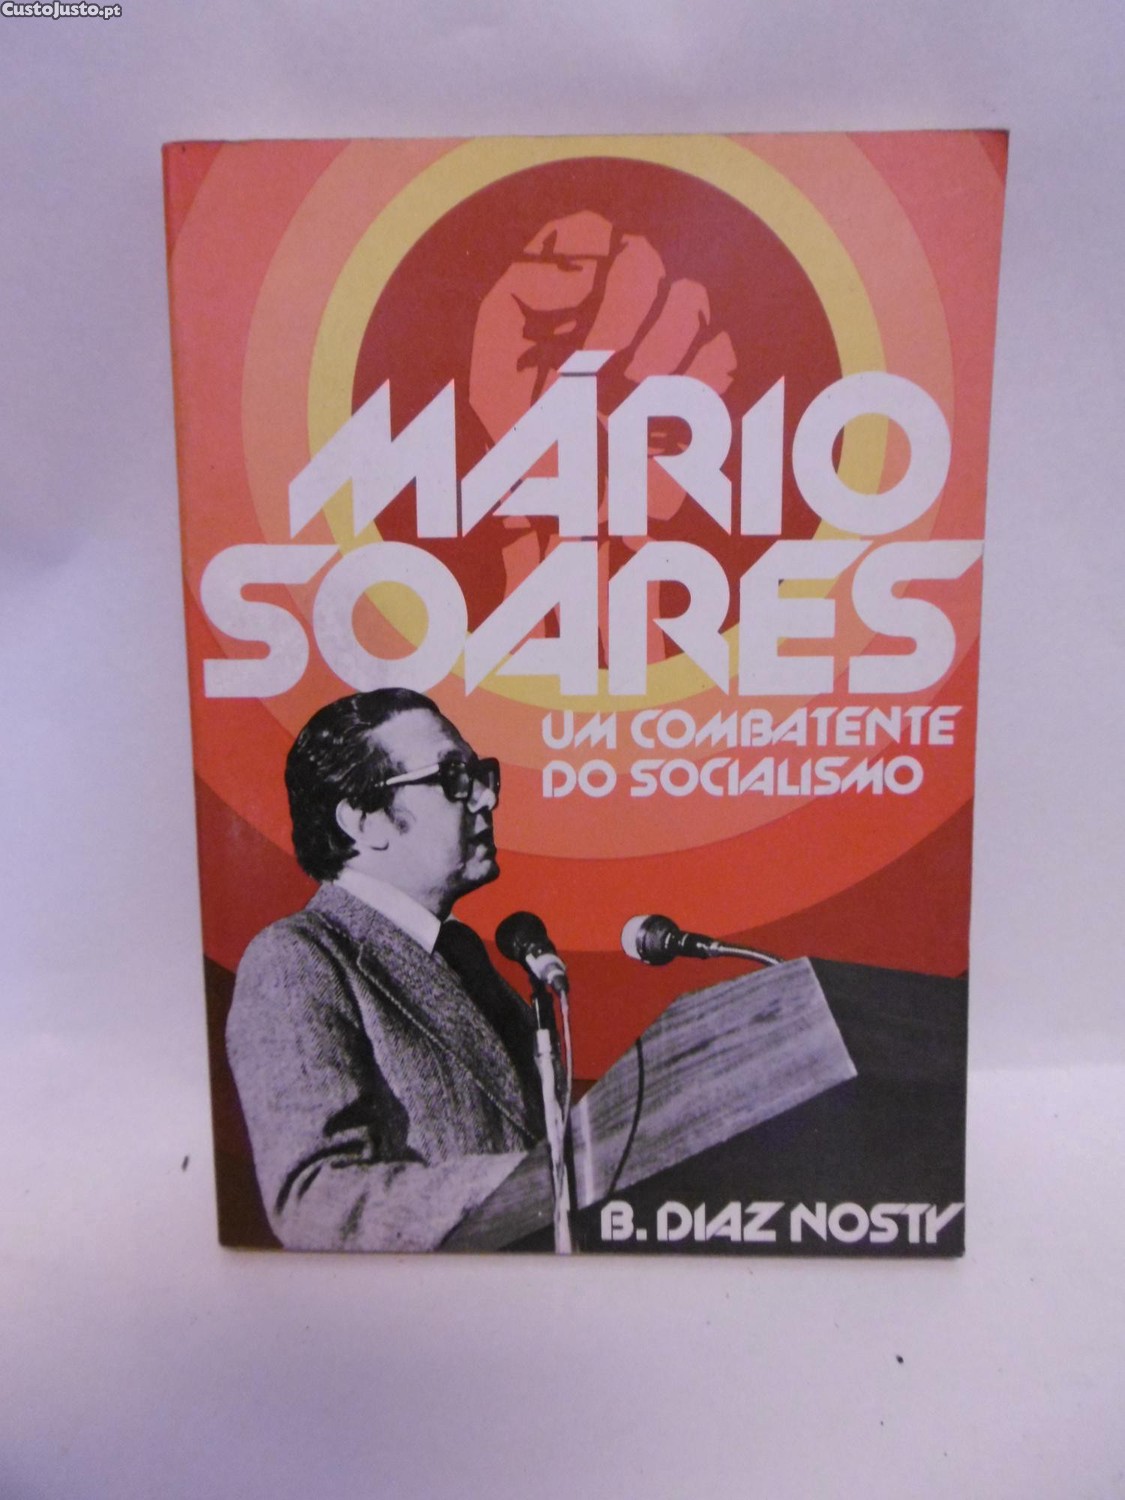 CustoJusto.pt
MÁRIO
SOARES
UM COMBATENTE
DO SOCIALISMO
B. DIAZ NOSTY